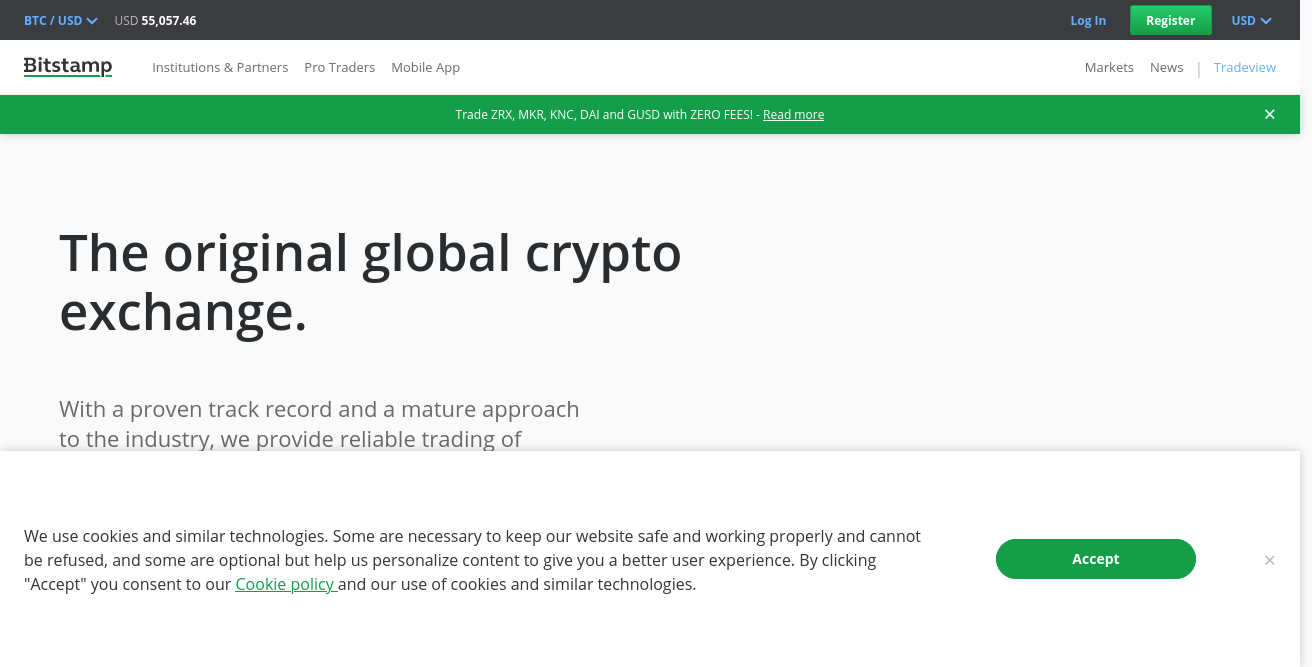 BTC / USD USD 55,057.46 Log In Register USD
Bitstamp Institutions & Partners Pro Traders Mobile App Markets News | Tradeview
Trade ZRX, MKR, KNC, DAI and GUSD with ZERO FEES! - Read more ×
The original global crypto
exchange.
With a proven track record and a mature approach
to the industry, we provide reliable trading of
We use cookies and similar technologies. Some are necessary to keep our website safe and working properly and cannot
be refused, and some are optional but help us personalize content to give you a better user experience. By clicking
"Accept" you consent to our Cookie policy and our use of cookies and similar technologies.
Accept ×